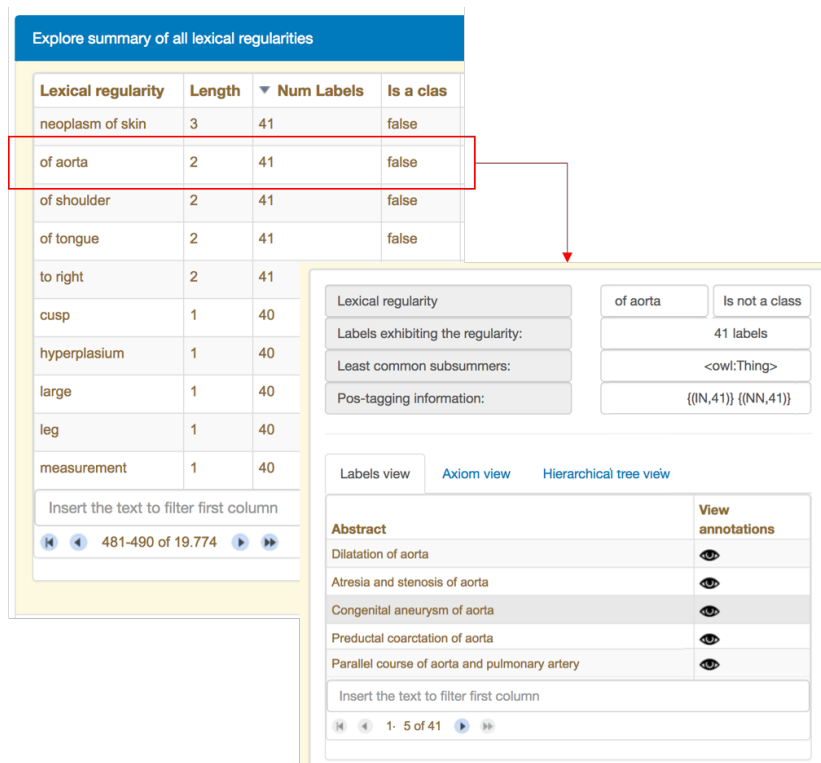 Explore summary of all lexical regularities
Lexical regularity Length Num Labels Is a clas
neoplasm of skin 3 41 false
of aorta 2 41 false
of shoulder 2 41 false
of tongue 2 41 false
to right 2 41
cusp 1 40
hyperplasium 1 40
large 1 40
leg 1 40
measurement 1 40
Insert the text to filter first column
481-490 of 19.774
Lexical regularity of aorta Is not a class
Labels exhibiting the regularity: 41 labels
Least common subsummers: <owl:Thing>
Pos-tagging information: {(IN,41)} {(NN,41)}
Labels view Axiom view Hierarchical tree view
Abstract View annotations
Dilatation of aorta
Atresia and stenosis of aorta
Congenital aneurysm of aorta
Preductal coarctation of aorta
Parallel course of aorta and pulmonary artery
Insert the text to filter first column
1- 5 of 41